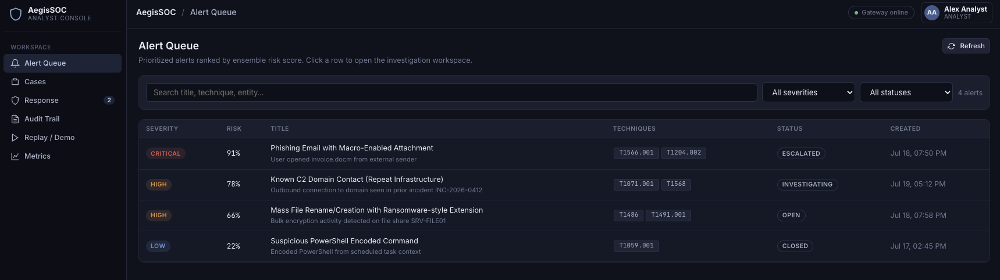 AegisSOC
ANALYST CONSOLE
WORKSPACE
Alert Queue
Cases
Response 2
Audit Trail
Replay / Demo
Metrics
AegisSOC / Alert Queue
Gateway online
AA
Alex Analyst
ANALYST
Alert Queue
Prioritized alerts ranked by ensemble risk score. Click a row to open the investigation workspace.
Refresh
Search title, technique, entity...
All severities
All statuses
4 alerts
SEVERITY RISK TITLE TECHNIQUES STATUS CREATED
CRITICAL 91% Phishing Email with Macro-Enabled Attachment T1566.001 T1204.002 ESCALATED Jul 18, 07:50 PM
User opened invoice.docm from external sender
HIGH 78% Known C2 Domain Contact (Repeat Infrastructure) T1071.001 T1568 INVESTIGATING Jul 19, 05:12 PM
Outbound connection to domain seen in prior incident INC-2026-0412
HIGH 66% Mass File Rename/Creation with Ransomware-style Extension T1486 T1491.001 OPEN Jul 18, 07:58 PM
Bulk encryption activity detected on file share SRV-FILE01
LOW 22% Suspicious PowerShell Encoded Command T1059.001 CLOSED Jul 17, 02:45 PM
Encoded PowerShell from scheduled task context